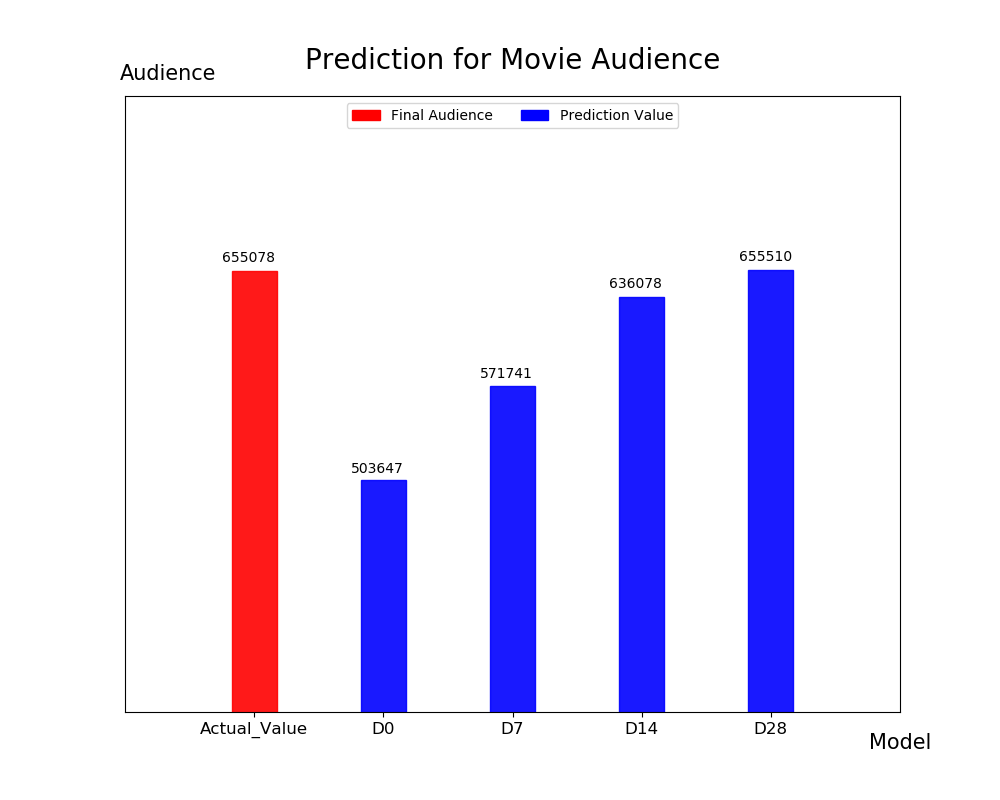 Prediction for Movie Audience
Audience
Final Audience
Prediction Value
655078
503647
571741
636078
655510
Actual_Value
D0
D7
D14
D28
Model